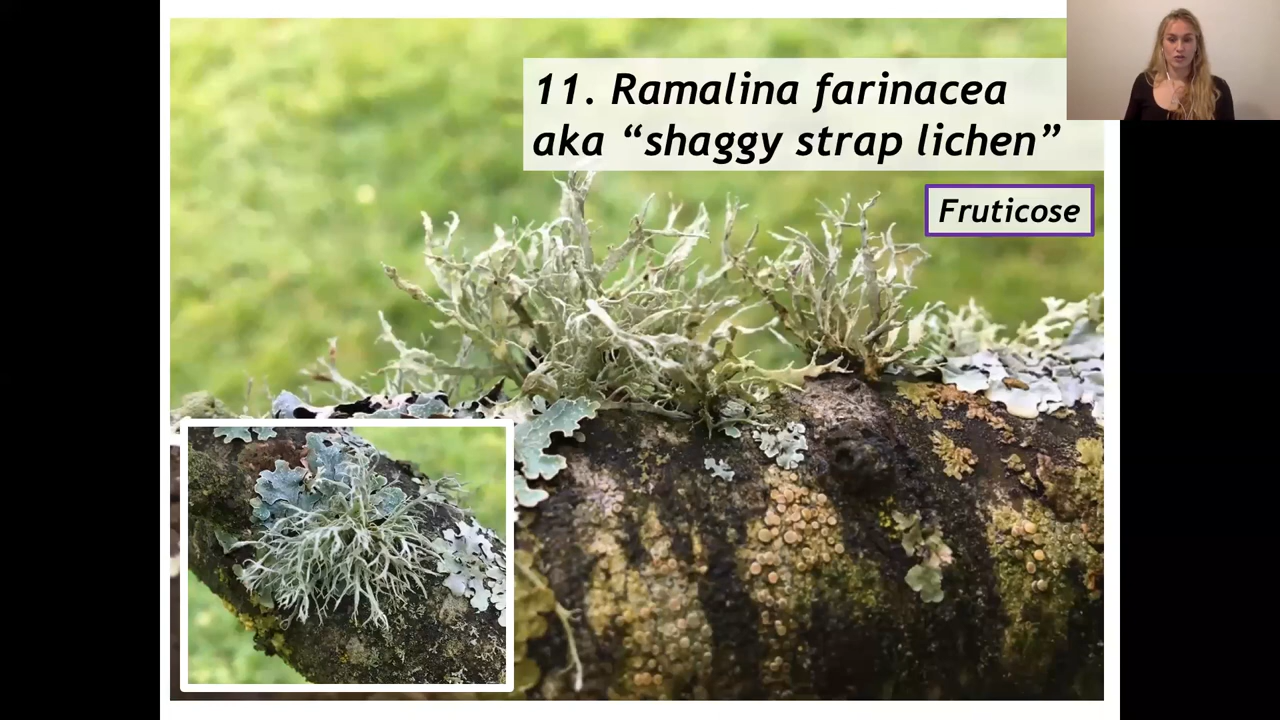 11. Ramalina farinacea
aka “shaggy strap lichen”
Fruticose